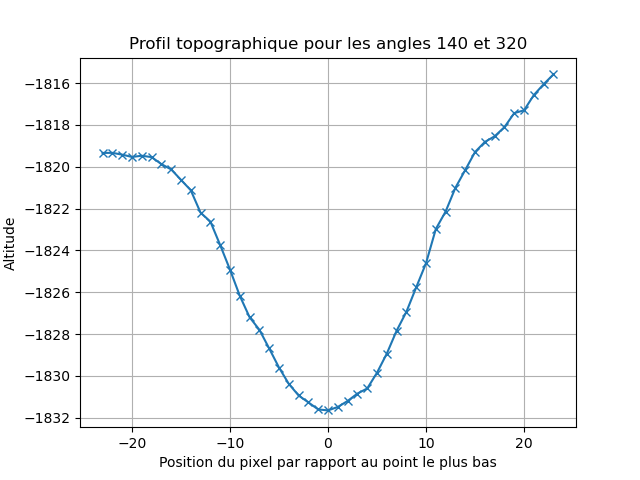 Profil topographique pour les angles 140 et 320
Altitude
−1816
−1818
−1820
−1822
−1824
−1826
−1828
−1830
−1832
−20 −10 0 10 20
Position du pixel par rapport au point le plus bas